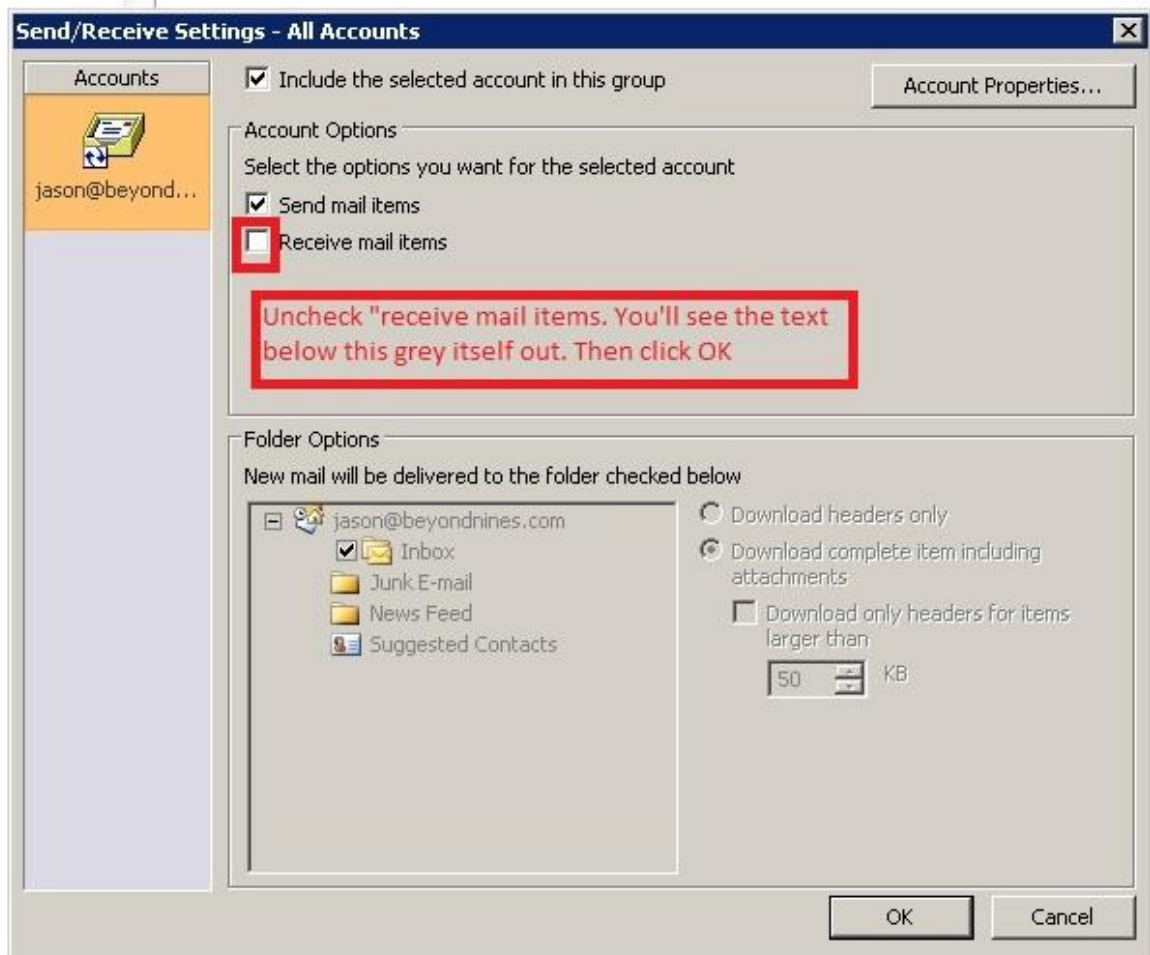 Send/Receive Settings - All Accounts
Accounts
jason@beyond...
Include the selected account in this group
Account Properties...
Account Options
Select the options you want for the selected account
Send mail items
Receive mail items
Uncheck "receive mail items. You'll see the text
below this grey itself out. Then click OK
Folder Options
New mail will be delivered to the folder checked below
jason@beyondnines.com
Inbox
Junk E-mail
News Feed
Suggested Contacts
Download headers only
Download complete item including
attachments
Download only headers for items
larger than
50 KB
OK
Cancel